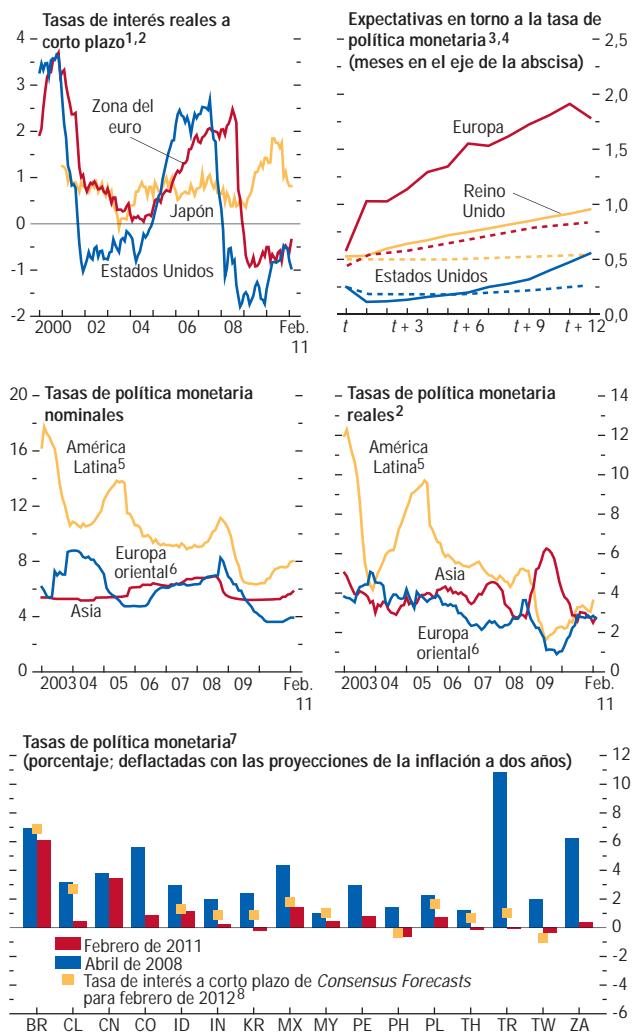 Tasas de interés reales a
corto plazo1,2
4
3
2
1
0
-1
-2
Zona del
euro
Japón
Estados Unidos
2000 02 04 06 08 Feb.
11
Expectativas en torno a la tasa de
política monetaria3,4
(meses en el eje de la abscisa)
2,5
2,0
1,5
1,0
0,5
0,0
Europa
Reino
Unido
Estados Unidos
t t + 3 t + 6 t + 9 t + 12
Tasas de política monetaria
nominales
20
16
12
8
4
0
América
Latina5
Europa
oriental6
Asia
2003 04 05 06 07 08 09 Feb.
11
Tasas de política monetaria
reales2
14
12
10
8
6
4
2
0
América
Latina5
Asia
Europa
oriental6
2003 04 05 06 07 08 09 Feb.
11
Tasas de política monetaria7
(porcentaje; deflactadas con las proyecciones de la inflación a dos años)
12
10
8
6
4
2
0
-2
-4
-6
Febrero de 2011
Abril de 2008
Tasa de interés a corto plazo de Consensus Forecasts
para febrero de 20128
BR CL CN CO ID IN KR MX MY PE PH PL TH TR TW ZA